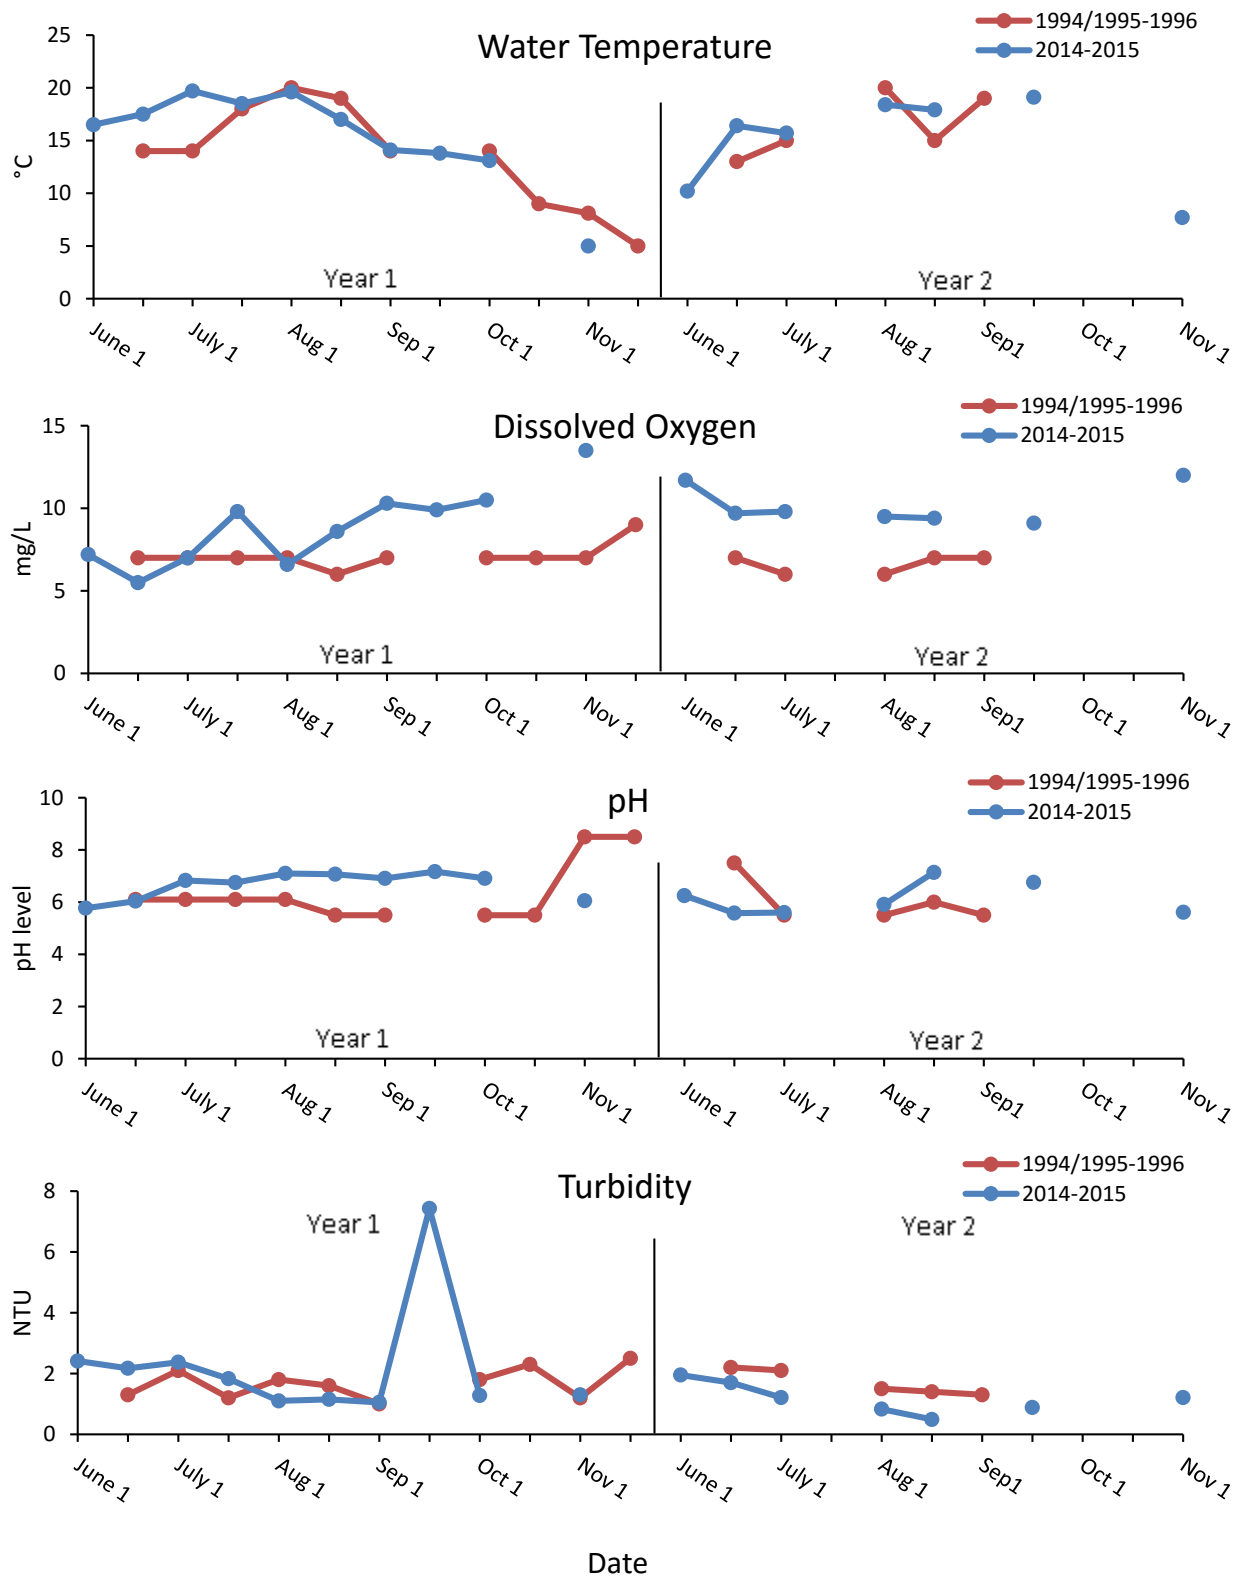 Water Temperature
1994/1995-1996
2014-2015
25
20
15
10
5
0
°C
Year 1
Year 2
June 1
July 1
Aug 1
Sep 1
Oct 1
Nov 1
June 1
July 1
Aug 1
Sep1
Oct 1
Nov 1
Dissolved Oxygen
1994/1995-1996
2014-2015
15
10
5
0
mg/L
Year 1
Year 2
June 1
July 1
Aug 1
Sep 1
Oct 1
Nov 1
June 1
July 1
Aug 1
Sep1
Oct 1
Nov 1
pH
1994/1995-1996
2014-2015
10
8
6
4
2
0
pH level
Year 1
Year 2
June 1
July 1
Aug 1
Sep 1
Oct 1
Nov 1
June 1
July 1
Aug 1
Sep1
Oct 1
Nov 1
Turbidity
1994/1995-1996
2014-2015
8
6
4
2
0
NTU
Year 1
Year 2
June 1
July 1
Aug 1
Sep 1
Oct 1
Nov 1
June 1
July 1
Aug 1
Sep1
Oct 1
Nov 1
Date